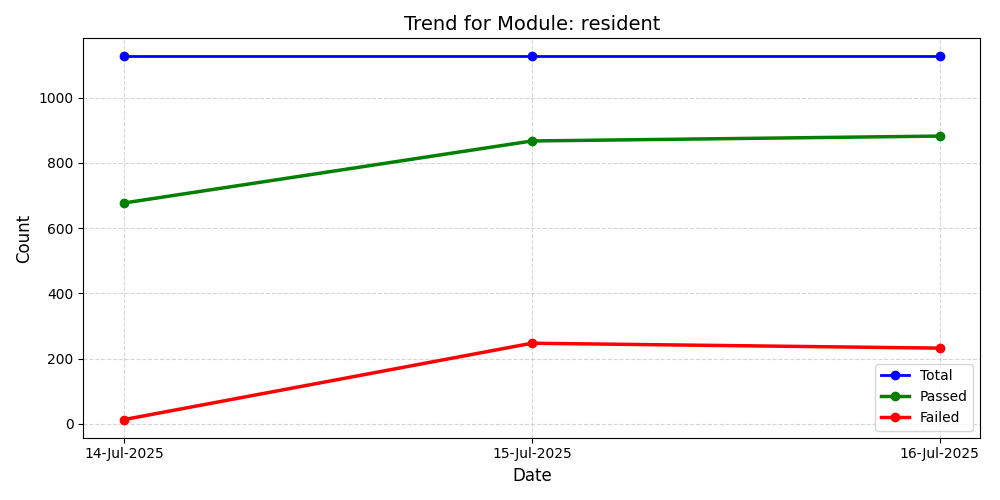 Trend for Module: resident
Count
1000
800
600
400
200
0
14-Jul-2025
15-Jul-2025
16-Jul-2025
Date
Total
Passed
Failed